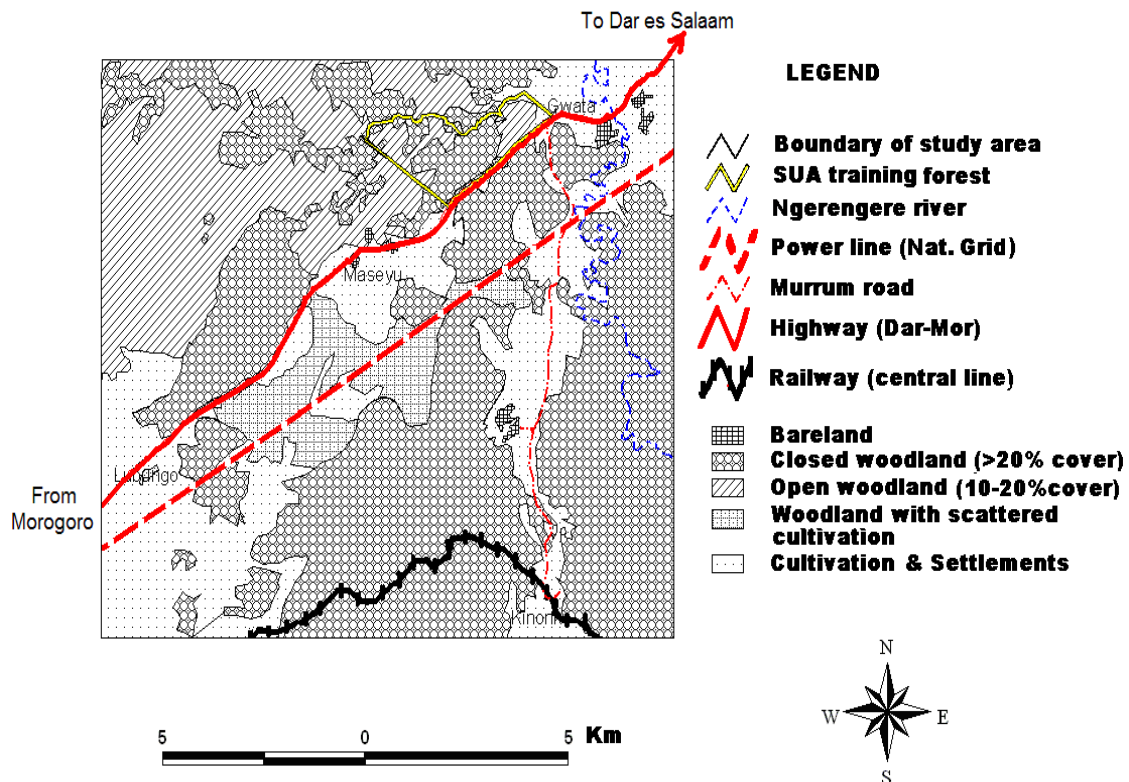 To Dar es Salaam
LEGEND
Gwata
Boundary of study area
SUA training forest
Ngerengere river
Power line (Nat. Grid)
Maseyu
Murrum road
Highway (Dar-Mor)
Railway (central line)
Bareland
Closed woodland (>20% cover)
Lubungo
Open woodland (10-20%cover)
From
Morogoro
Woodland with scattered
cultivation
Cultivation & Settlements
N
W E
S
5 0 5 Km